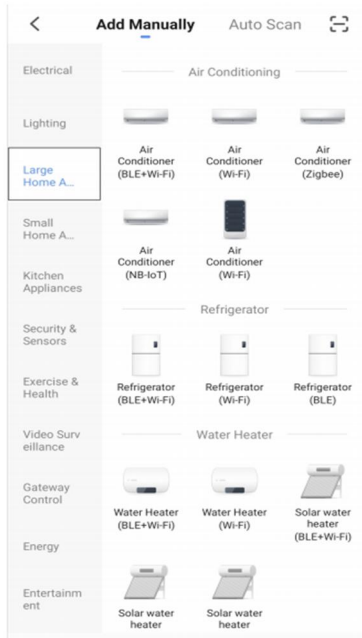 Add Manually
Auto Scan
Electrical
Lighting
Large
Home A...
Small
Home A...
Kitchen
Appliances
Security &
Sensors
Exercise &
Health
Video Surv
eillance
Gateway
Control
Energy
Entertainm
ent
Air Conditioning
Air
Conditioner
(BLE+Wi-Fi)
Air
Conditioner
(Wi-Fi)
Air
Conditioner
(Zigbee)
Air
Conditioner
(NB-IoT)
Air
Conditioner
(Wi-Fi)
Refrigerator
Refrigerator
(BLE+Wi-Fi)
Refrigerator
(Wi-Fi)
Refrigerator
(BLE)
Water Heater
Water Heater
(BLE+Wi-Fi)
Water Heater
(Wi-Fi)
Solar water
heater
(BLE+Wi-Fi)
Solar water
heater
Solar water
heater